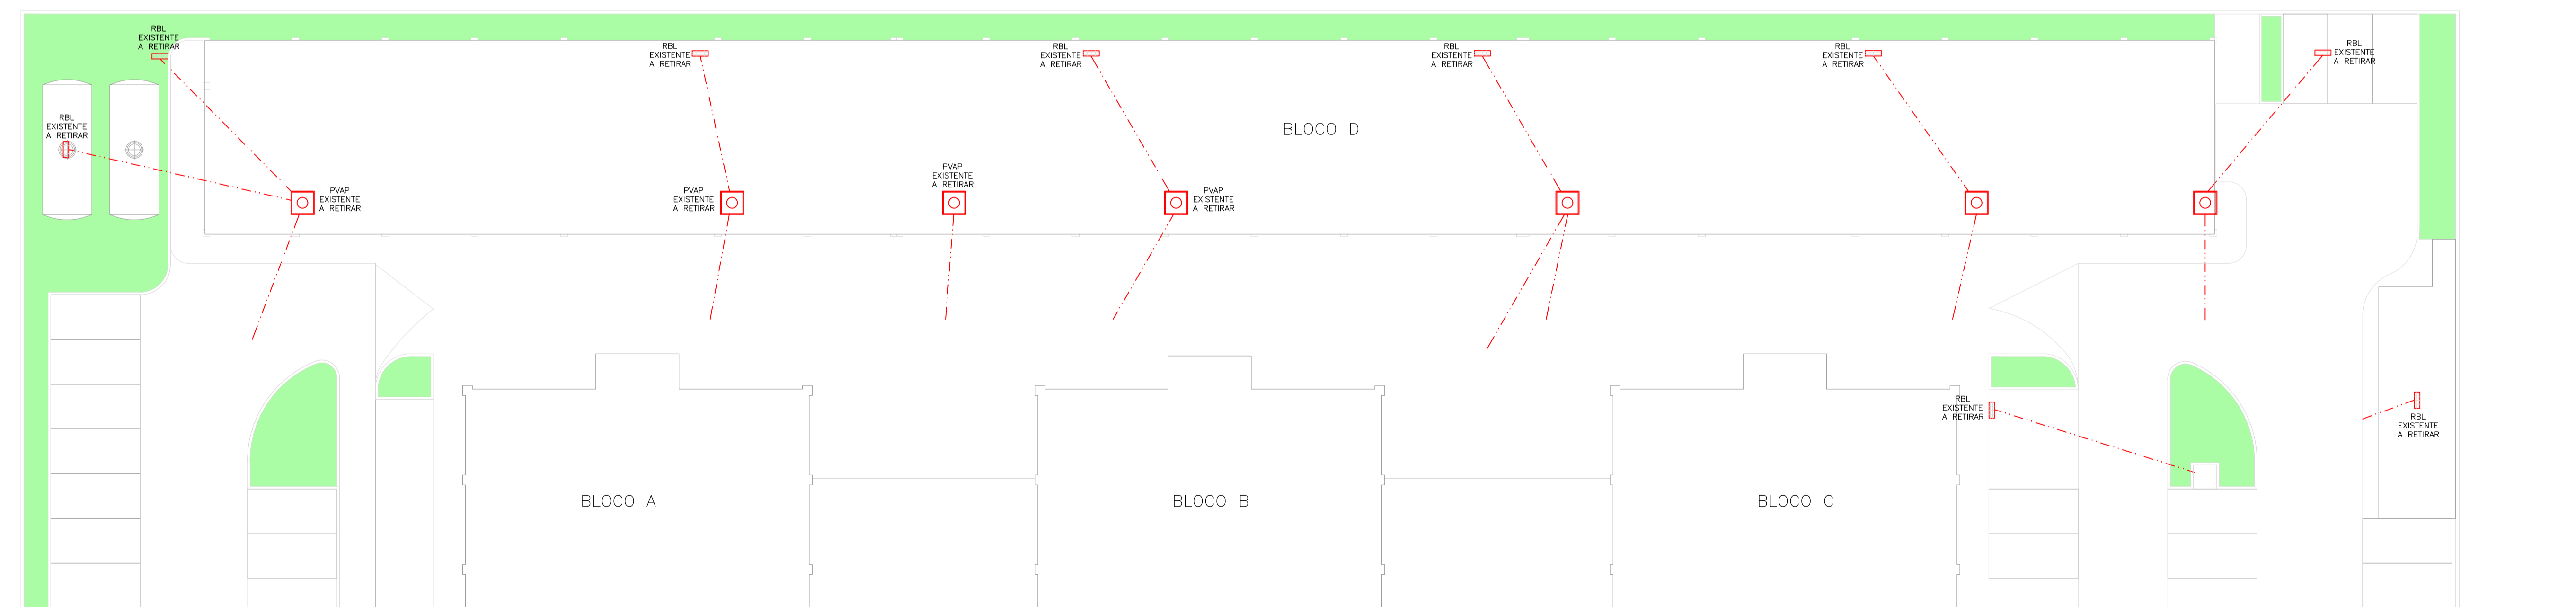 RBL
EXISTENTE
A RETIRAR
RBL
EXISTENTE
A RETIRAR
RBL
EXISTENTE
A RETIRAR
RBL
EXISTENTE
A RETIRAR
RBL
EXISTENTE
A RETIRAR
RBL
EXISTENTE
A RETIRAR
RBL
EXISTENTE
A RETIRAR
BLOCO D
PVAP
EXISTENTE
A RETIRAR
PVAP
EXISTENTE
A RETIRAR
PVAP
EXISTENTE
A RETIRAR
PVAP
EXISTENTE
A RETIRAR
RBL
EXISTENTE
A RETIRAR
RBL
EXISTENTE
A RETIRAR
BLOCO A
BLOCO B
BLOCO C